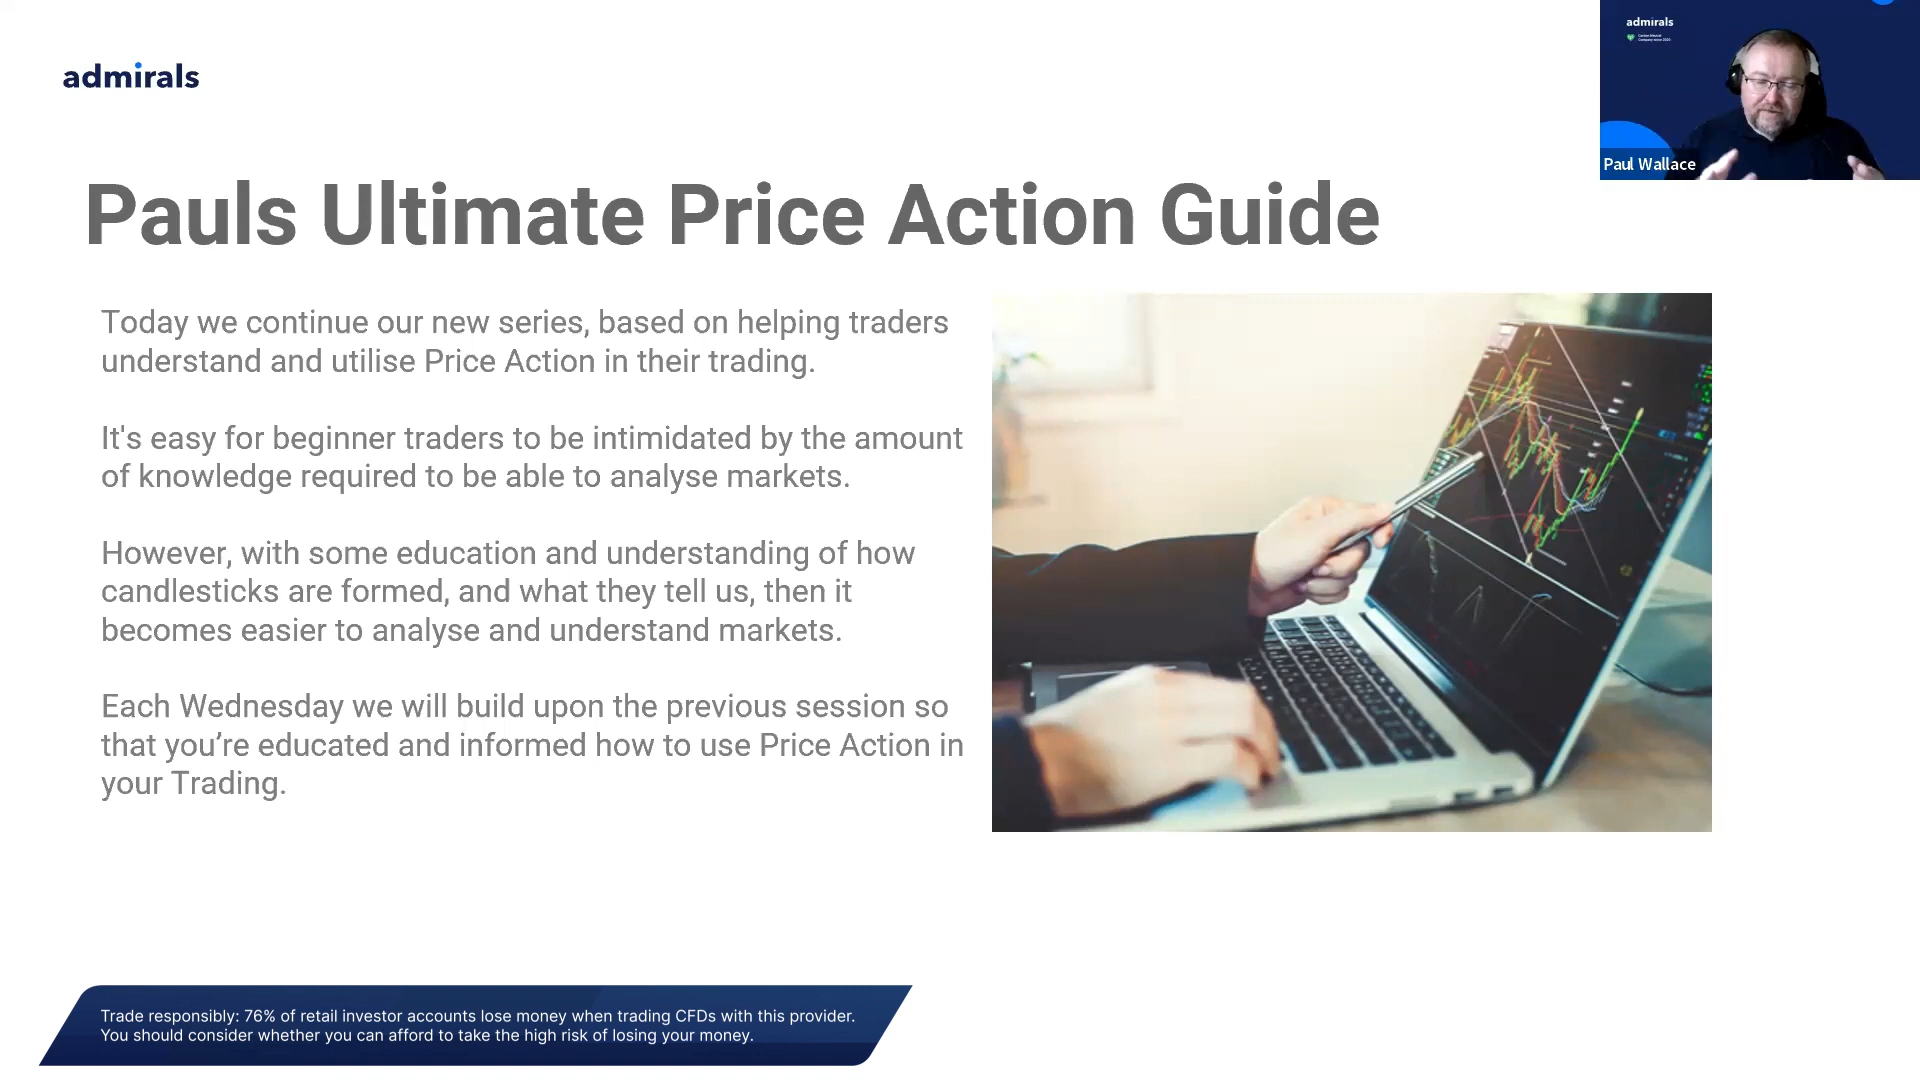 admirals
admirals
Carbon Neutral
Company since 2020
Paul Wallace
Pauls Ultimate Price Action Guide
Today we continue our new series, based on helping traders
understand and utilise Price Action in their trading.
It's easy for beginner traders to be intimidated by the amount
of knowledge required to be able to analyse markets.
However, with some education and understanding of how
candlesticks are formed, and what they tell us, then it
becomes easier to analyse and understand markets.
Each Wednesday we will build upon the previous session so
that you’re educated and informed how to use Price Action in
your Trading.
Trade responsibly: 76% of retail investor accounts lose money when trading CFDs with this provider.
You should consider whether you can afford to take the high risk of losing your money.